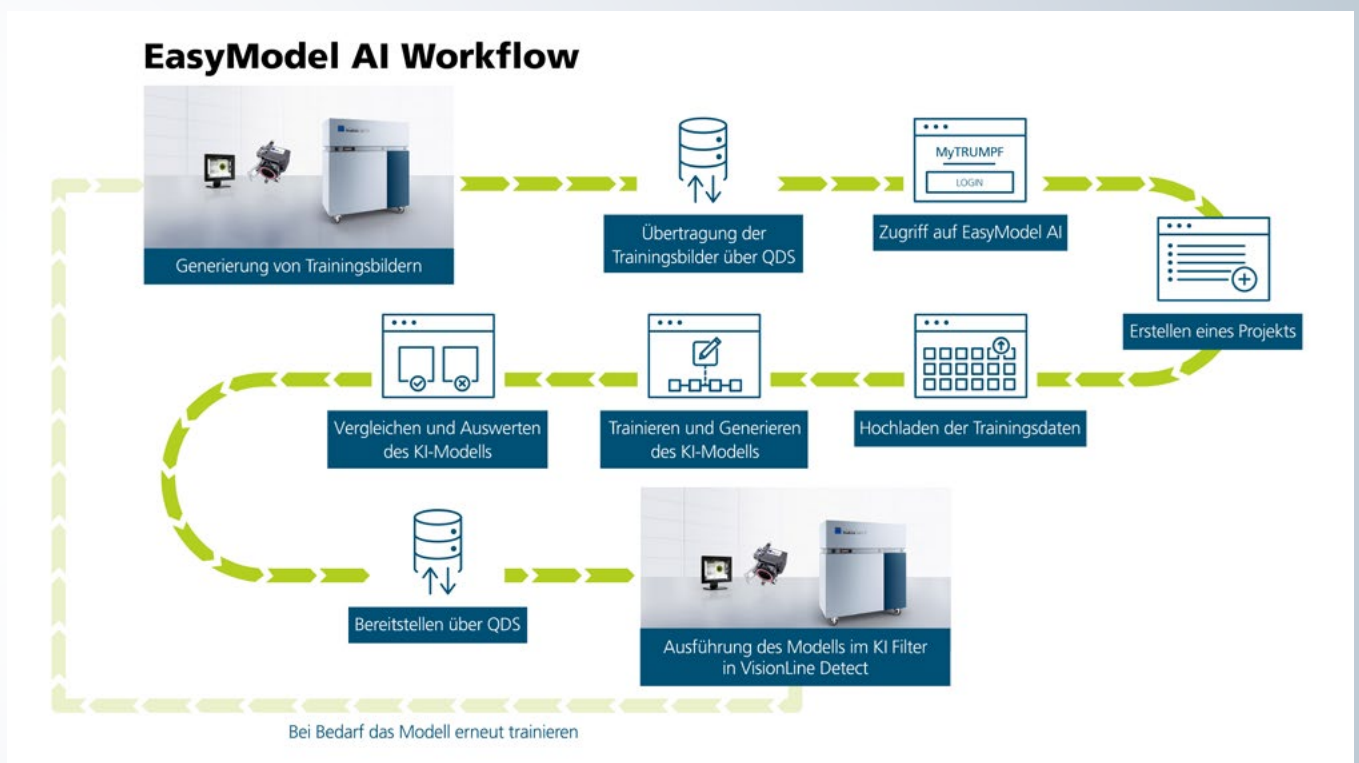 EasyModel AI Workflow
Generierung von Trainingsbildern
Übertragung der
Trainingsbilder über QDS
MyTRUMPF
LOGIN
Zugriff auf EasyModel AI
Erstellen eines Projekts
Hochladen der Trainingsdaten
Trainieren und Generieren
des KI-Modells
Vergleichen und Auswerten
des KI-Modells
Bereitstellen über QDS
Ausführung des Modells im KI Filter
in VisionLine Detect
Bei Bedarf das Modell erneut trainieren